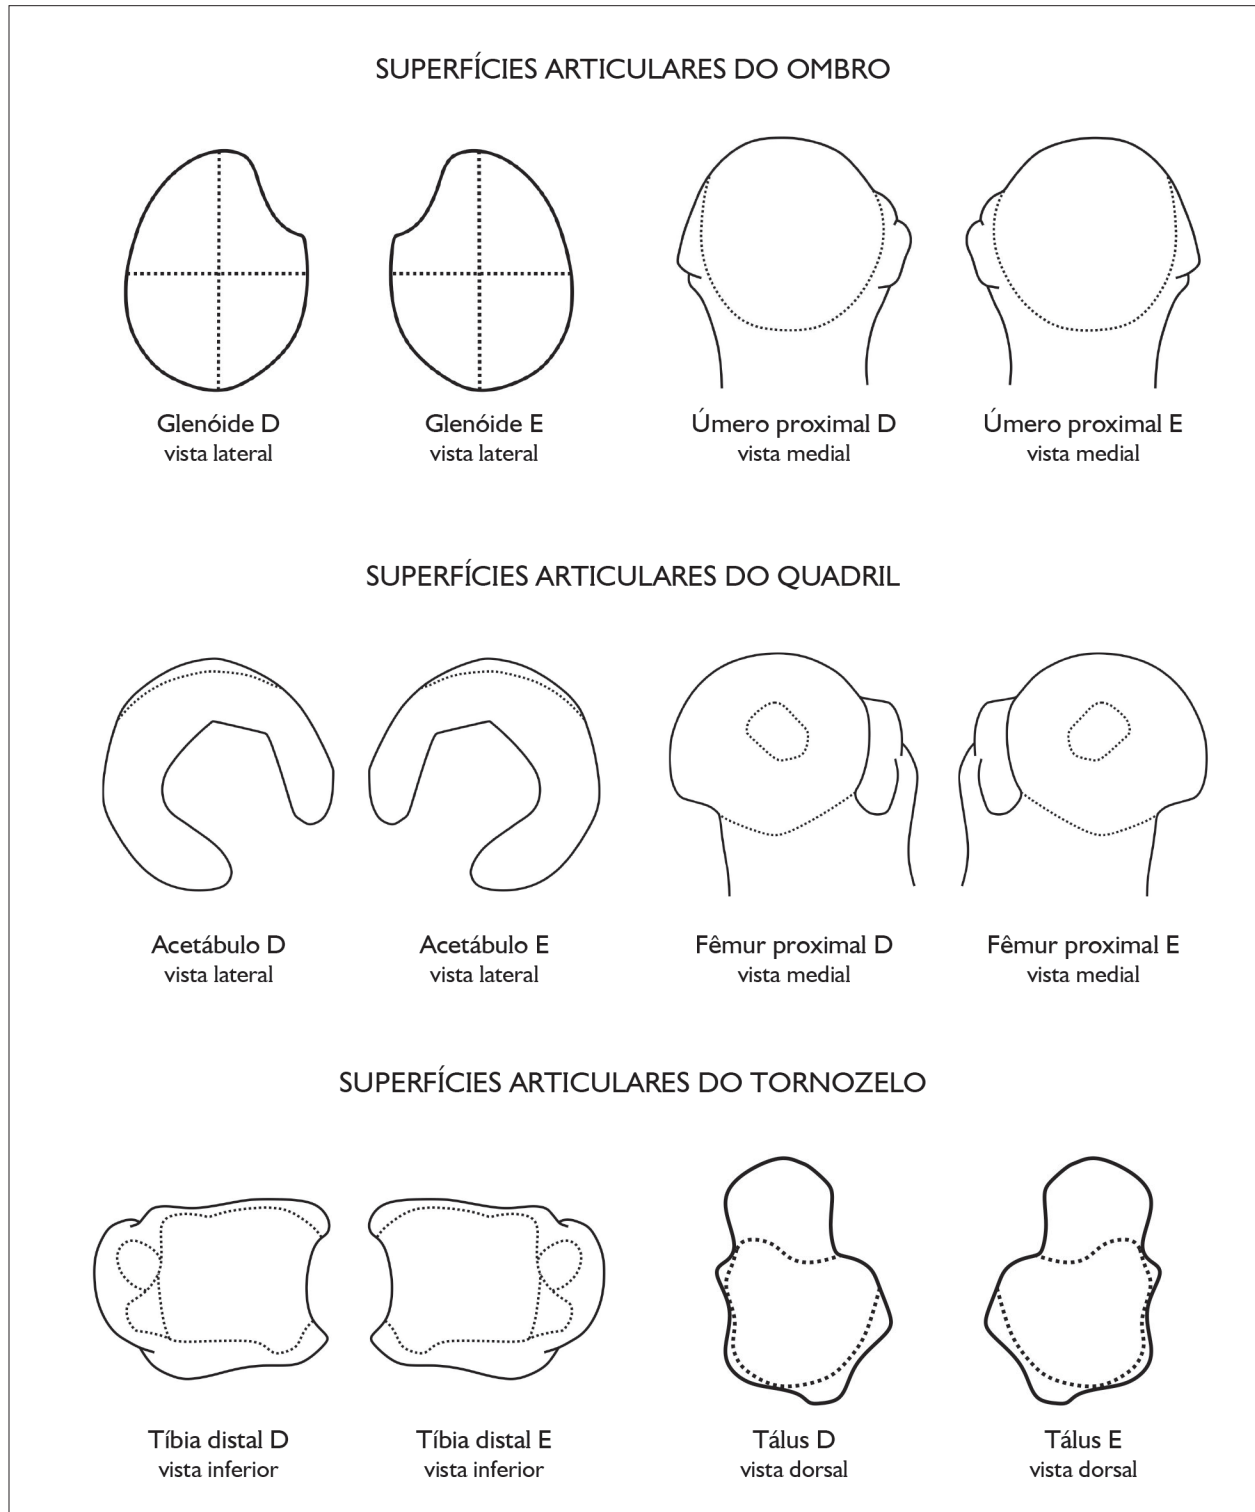 SUPERFÍCIES ARTICULARES DO OMBRO
Glenóide D
vista lateral
Glenóide E
vista lateral
Úmero proximal D
vista medial
Úmero proximal E
vista medial
SUPERFÍCIES ARTICULARES DO QUADRIL
Acetábulo D
vista lateral
Acetábulo E
vista lateral
Fêmur proximal D
vista medial
Fêmur proximal E
vista medial
SUPERFÍCIES ARTICULARES DO TORNOZELO
Tíbia distal D
vista inferior
Tíbia distal E
vista inferior
Tálus D
vista dorsal
Tálus E
vista dorsal